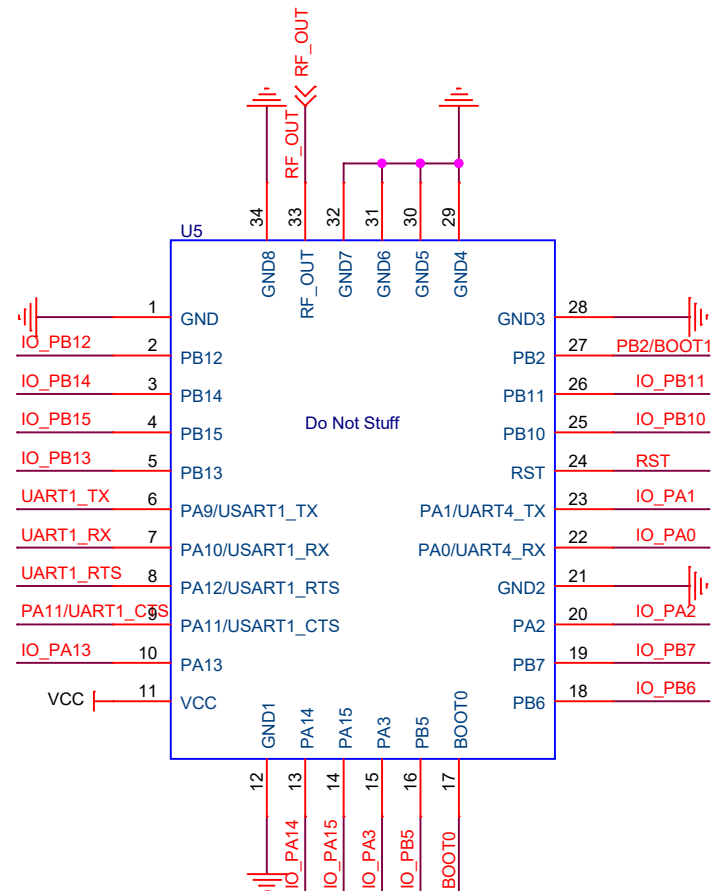 RF_OUT
RF_OUT
34
33
32
31
30
29
U5
GND8
RF_OUT
GND7
GND6
GND5
GND4
1
GND
GND3
28
IO_PB12
2
PB12
PB2
27
PB2/BOOT1
IO_PB14
3
PB14
PB11
26
IO_PB11
IO_PB15
4
PB15
Do Not Stuff
PB10
25
IO_PB10
IO_PB13
5
PB13
RST
24
RST
UART1_TX
6
PA9/USART1_TX
PA1/UART4_TX
23
IO_PA1
UART1_RX
7
PA10/USART1_RX
PA0/UART4_RX
22
IO_PA0
UART1_RTS
8
PA12/USART1_RTS
GND2
21
PA11/UART1_CTS
9
PA11/USART1_CTS
PA2
20
IO_PA2
IO_PA13
10
PA13
PB7
19
IO_PB7
VCC
11
VCC
PB6
18
IO_PB6
GND1
PA14
PA15
PA3
PB5
BOOT0
12
13
14
15
16
17
IO_PA14
IO_PA15
IO_PA3
IO_PB5
BOOT0